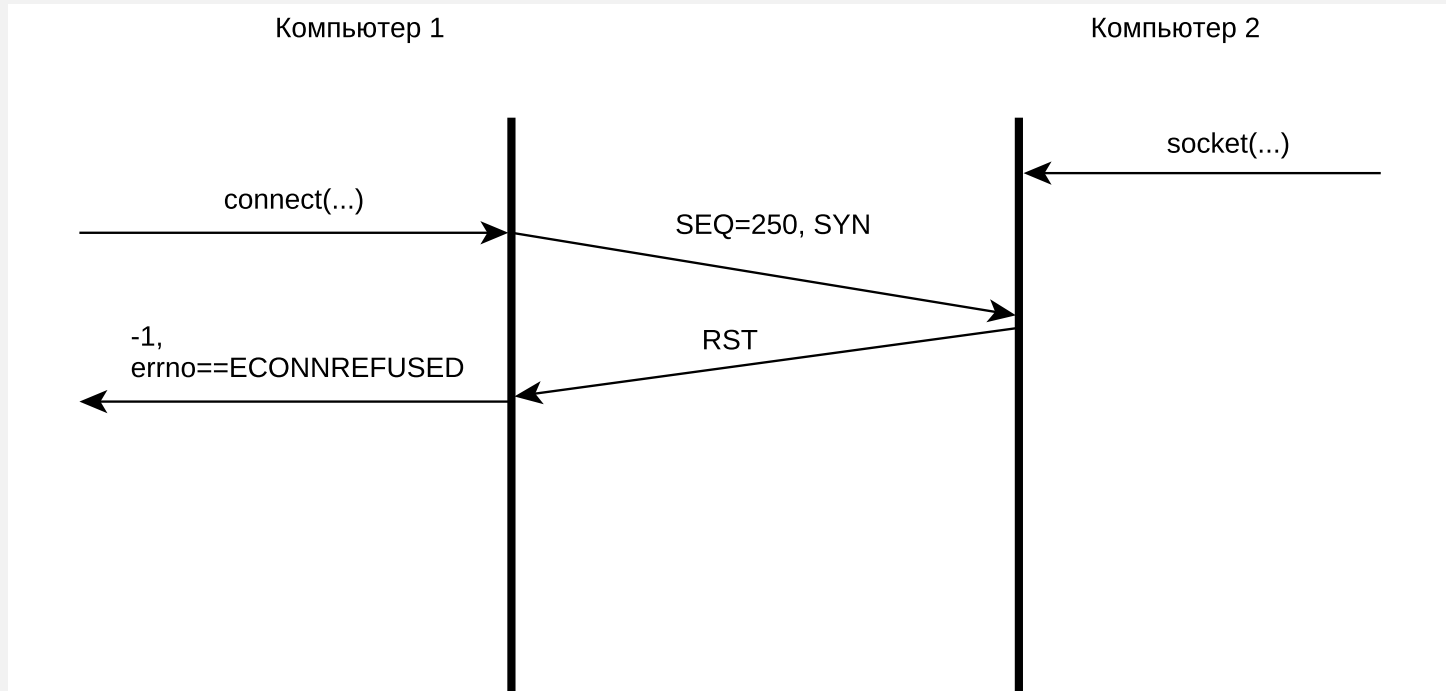 Компьютер 1
Компьютер 2
socket(...)
connect(...)
SEQ=250, SYN
RST
-1,
errno==ECONNREFUSED